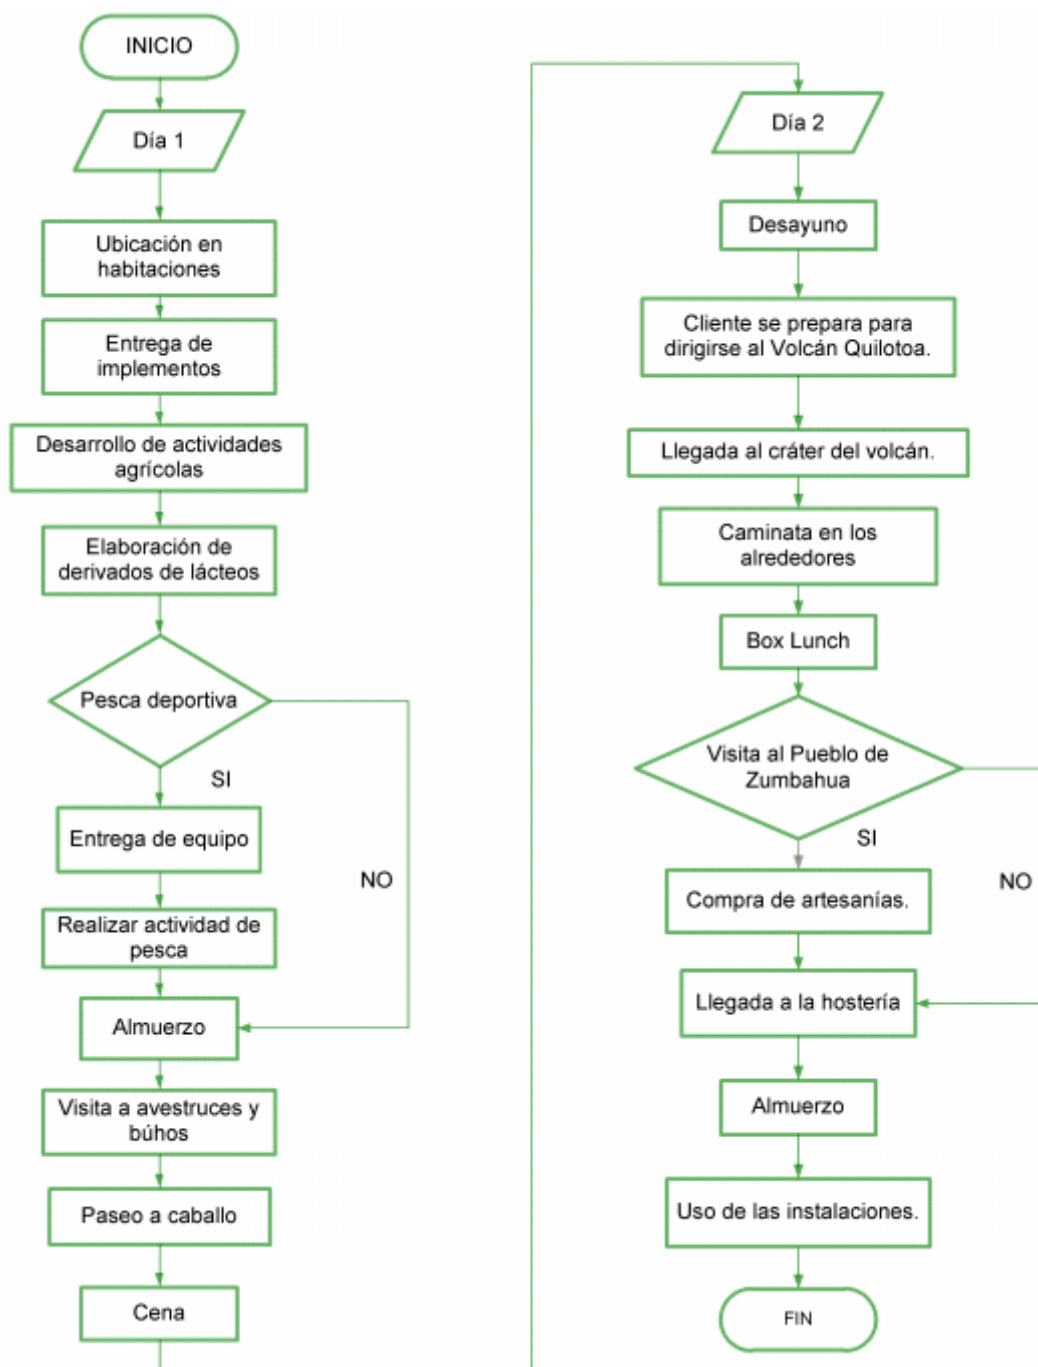 INICIO
Día 1
Ubicación en
habitaciones
Entrega de
implementos
Desarrollo de actividades
agrícolas
Elaboración de
derivados de lácteos
Pesca deportiva
SI
Entrega de equipo
NO
Realizar actividad de
pesca
Almuerzo
Visita a avestruces y
búhos
Paseo a caballo
Cena
Día 2
Desayuno
Cliente se prepara para
dirigirse al Volcán Quilotoa.
Llegada al cráter del volcán.
Caminata en los
alrededores
Box Lunch
Visita al Pueblo de
Zumbahua
SI
NO
Compra de artesanías.
Llegada a la hostería
Almuerzo
Uso de las instalaciones.
FIN